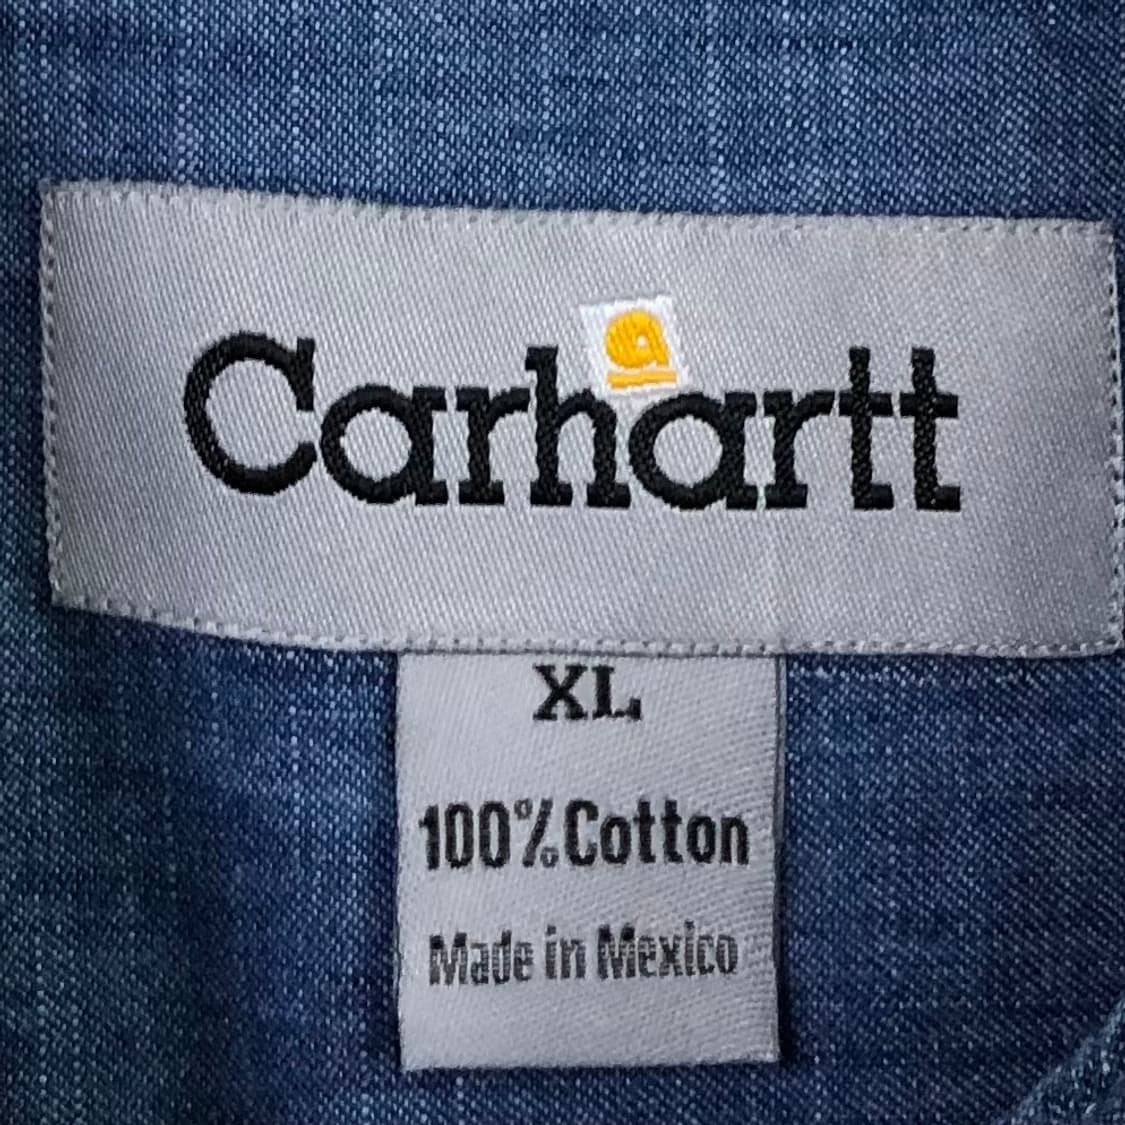 Carhartt
XL
100% Cotton
Made in Mexico